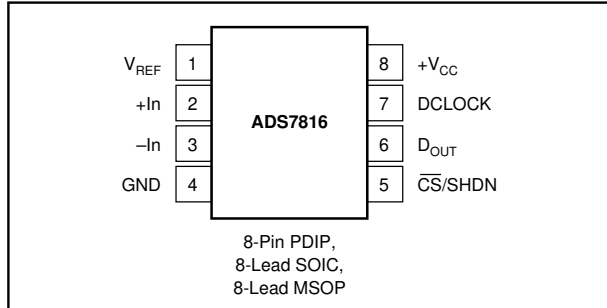 V_REF 1 8 +V_CC
+In 2 7 DCLOCK
ADS7816
–In 3 6 D_OUT
GND 4 5 C̅S̅/SHDN
8-Pin PDIP,
8-Lead SOIC,
8-Lead MSOP